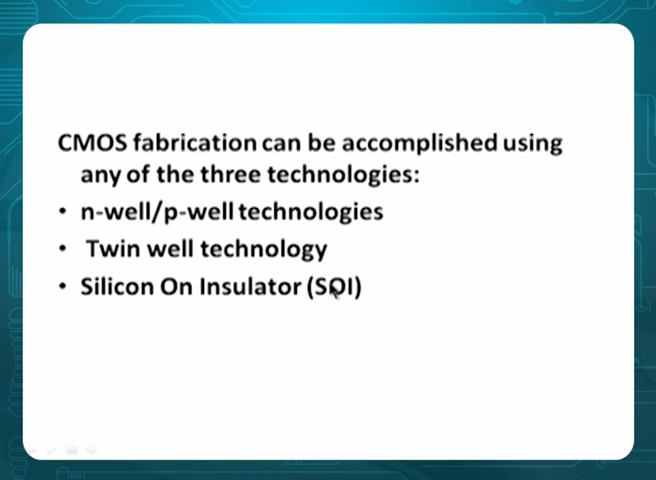 CMOS fabrication can be accomplished using
any of the three technologies:
• n-well/p-well technologies
• Twin well technology
• Silicon On Insulator (SOI)